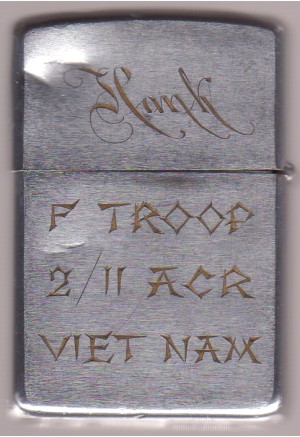 Hank
F TROOP
2/11 ACR
VIET NAM